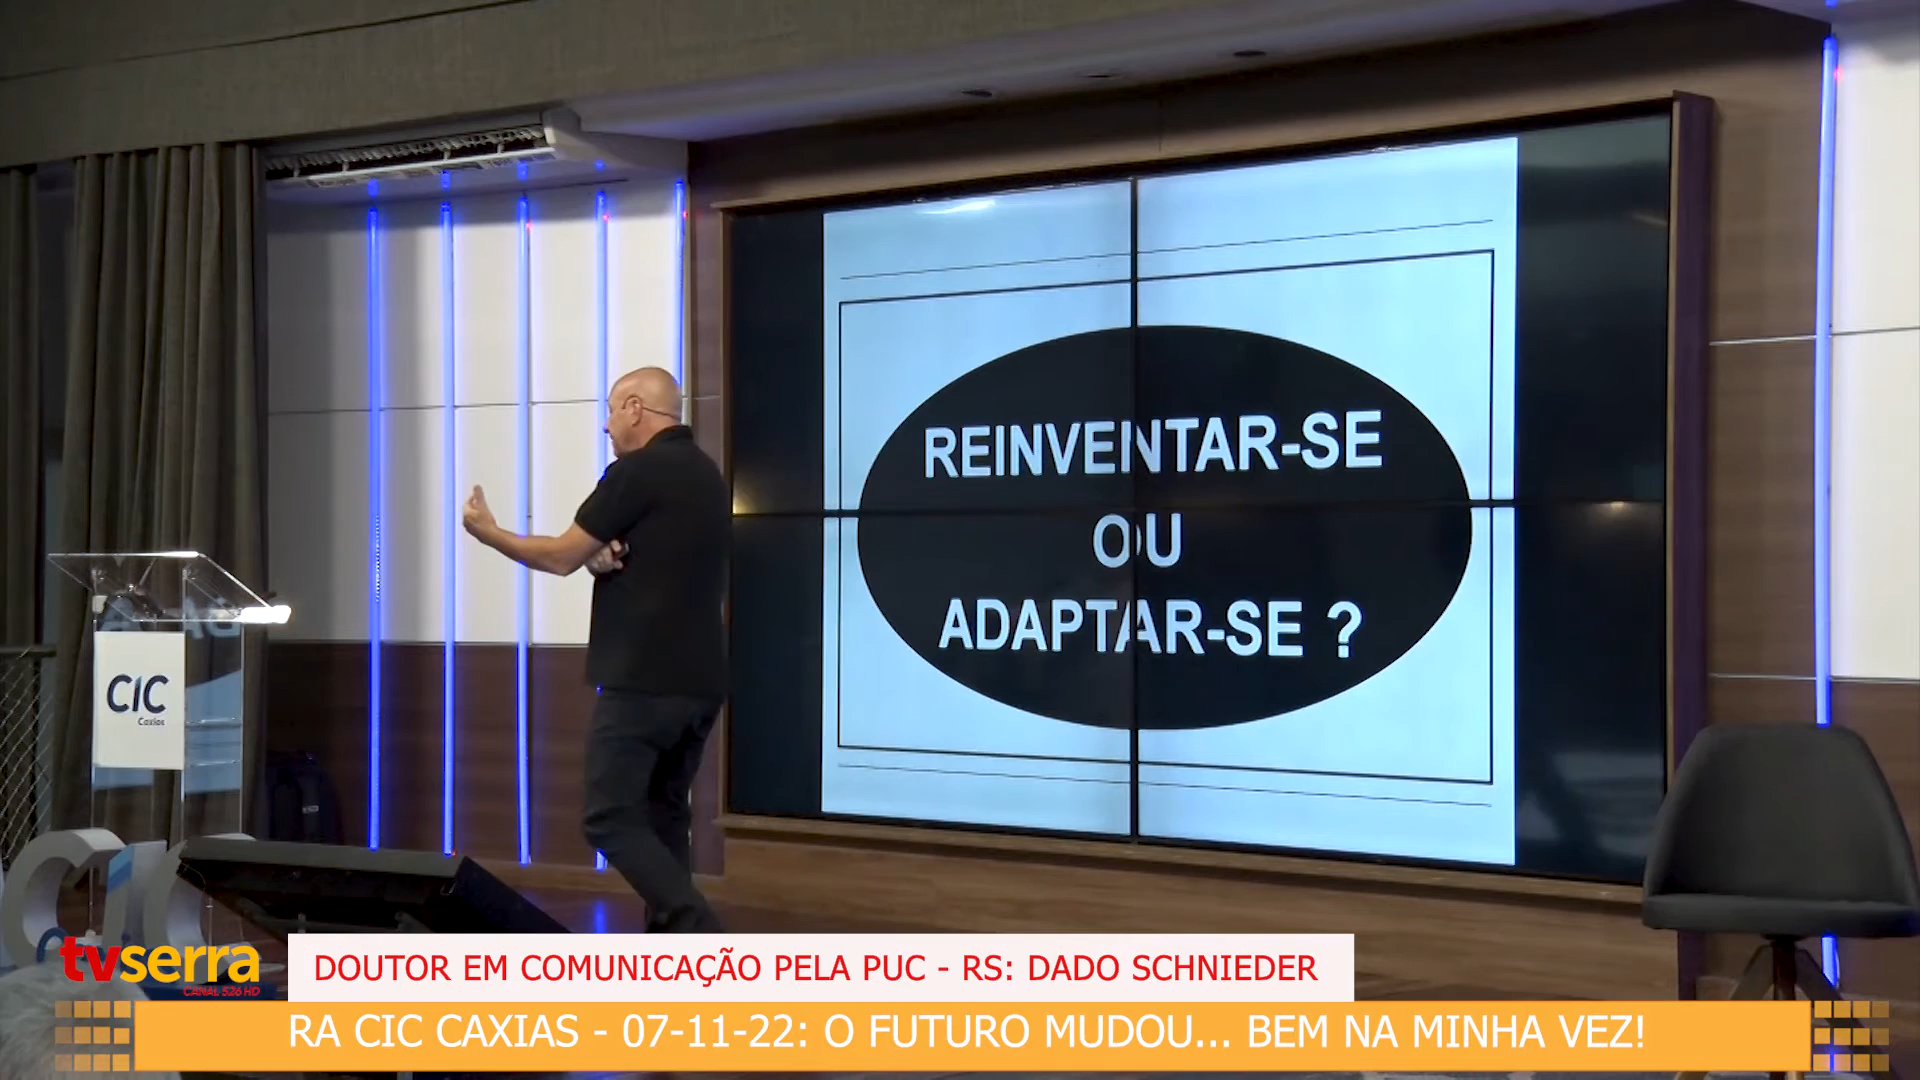 REINVENTAR-SE
OU
ADAPTAR-SE ?
CIC
Caxias
CIC
tvserra
CANAL 526 HD
DOUTOR EM COMUNICAÇÃO PELA PUC - RS: DADO SCHNIEDER
RA CIC CAXIAS - 07-11-22: O FUTURO MUDOU... BEM NA MINHA VEZ!